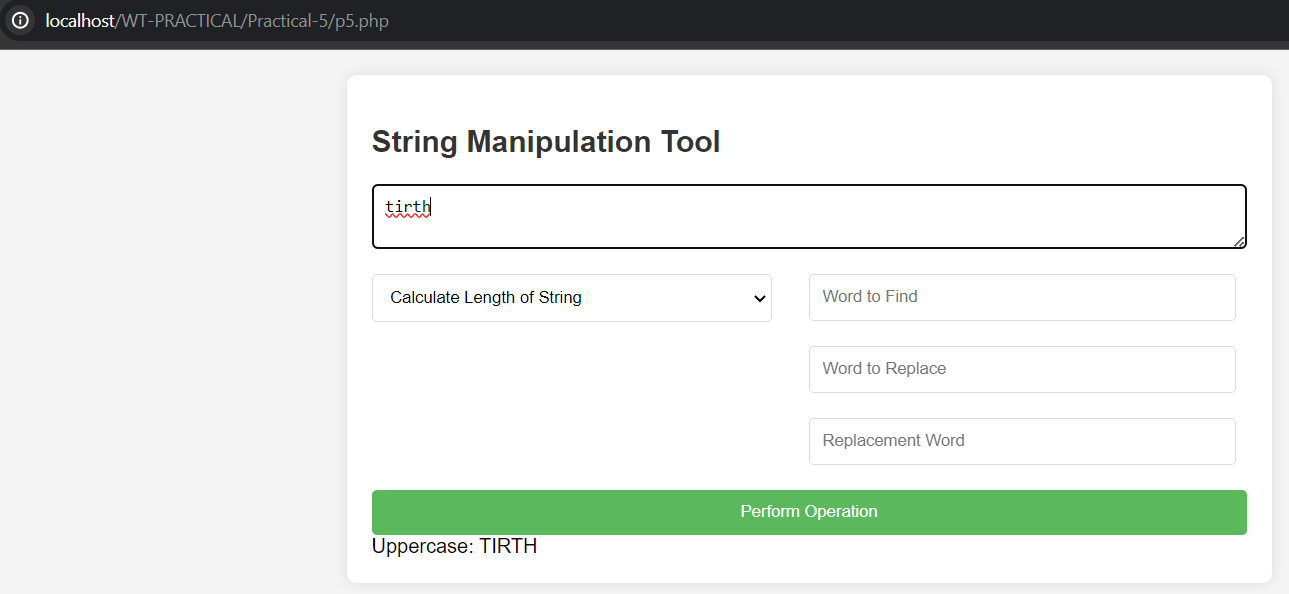 localhost/WT-PRACTICAL/Practical-5/p5.php
String Manipulation Tool
tirth
Calculate Length of String
Word to Find
Word to Replace
Replacement Word
Perform Operation
Uppercase: TIRTH